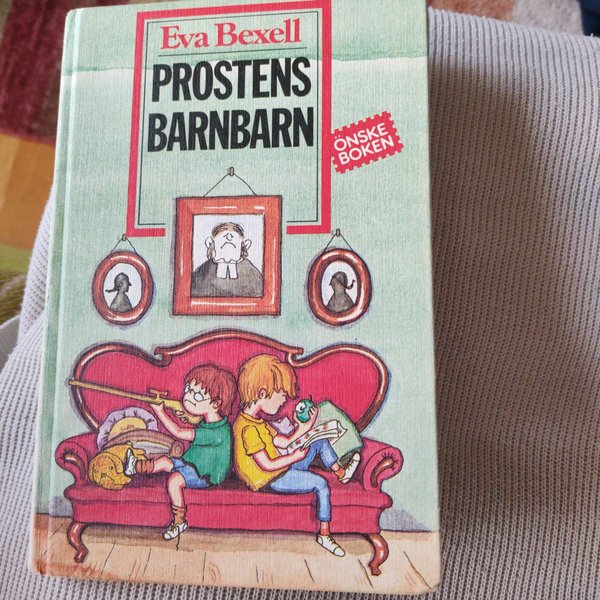 Eva Bexell
PROSTENS
BARNBARN
ÖNSKE
BOKEN